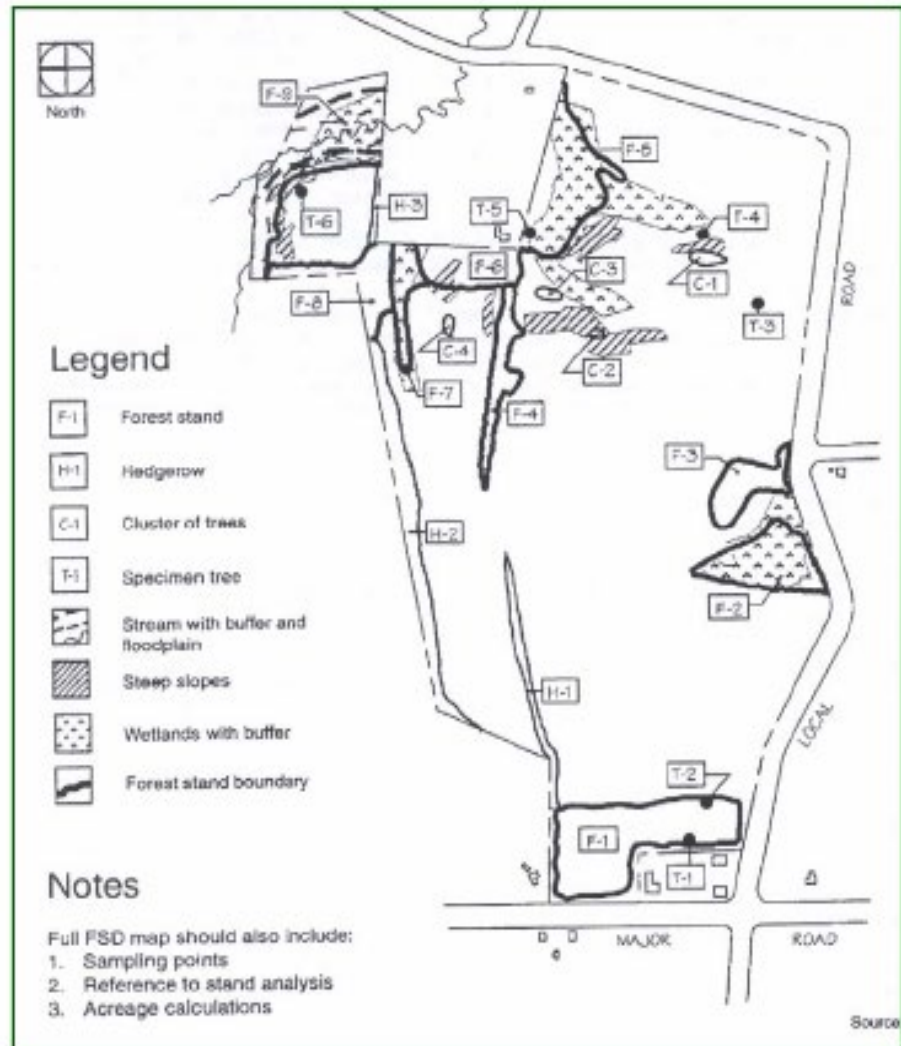 North
F-9
F-5
T-6
H-3
T-5
T-4
F-6
C-3
C-1
F-8
T-3
ROAD
C-4
C-2
F-7
F-4
F-3
H-2
F-2
H-1
LOCAL
T-2
F-1
T-1
MAJOR ROAD
Legend
F-1 Forest stand
H-1 Hedgerow
C-1 Cluster of trees
T-1 Specimen tree
Stream with buffer and
floodplain
Steep slopes
Wetlands with buffer
Forest stand boundary
Notes
Full FSD map should also include:
1. Sampling points
2. Reference to stand analysis
3. Acreage calculations
Source